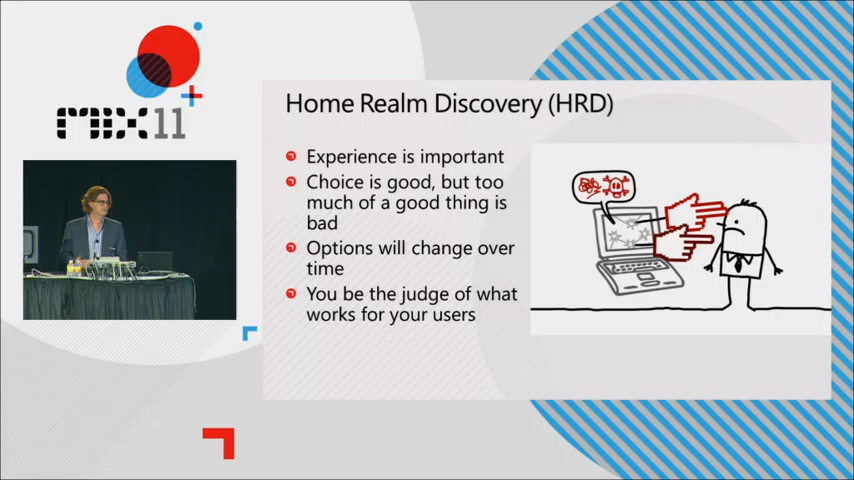 mix11
Home Realm Discovery (HRD)
Experience is important
Choice is good, but too
much of a good thing is
bad
Options will change over
time
You be the judge of what
works for your users